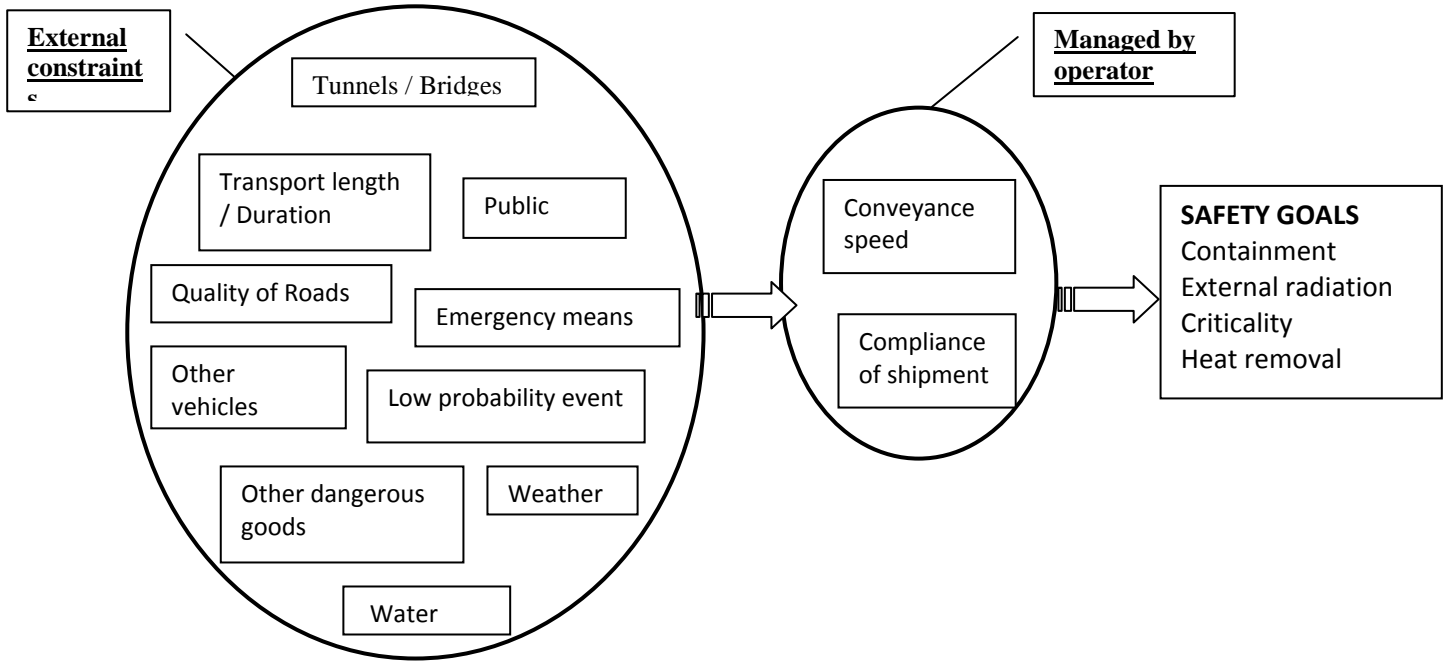 External
constraint
s
Managed by
operator
Tunnels / Bridges
Transport length
/ Duration
Public
Quality of Roads
Emergency means
Other
vehicles
Low probability event
Other dangerous
goods
Weather
Water
Conveyance
speed
Compliance
of shipment
SAFETY GOALS
Containment
External radiation
Criticality
Heat removal